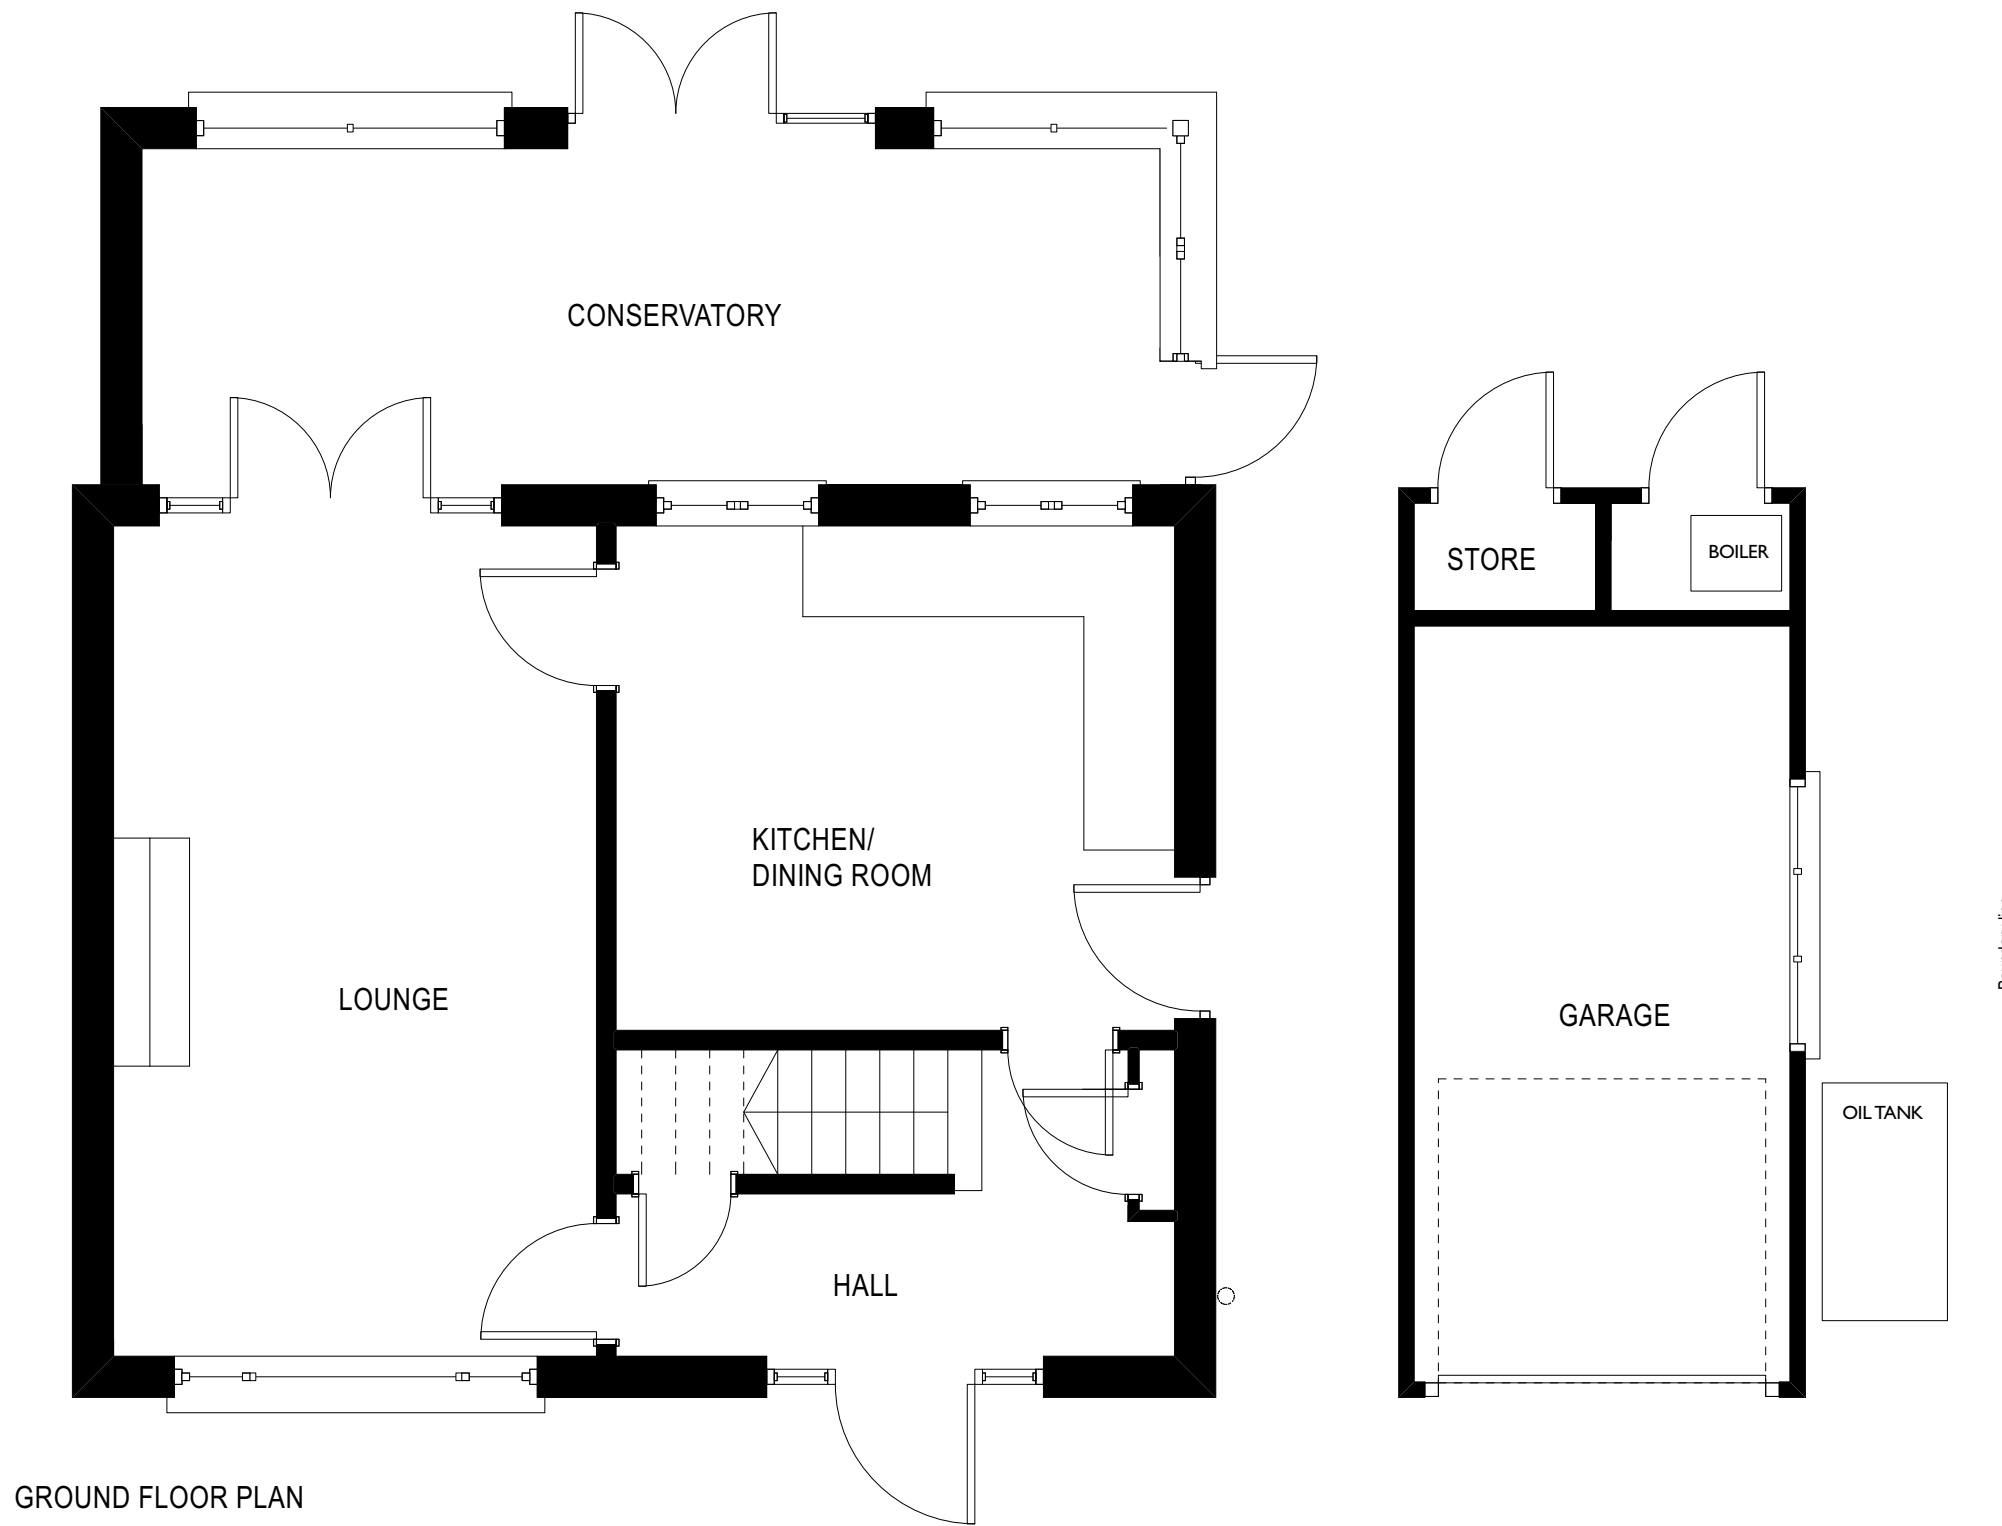 CONSERVATORY
STORE
BOILER
KITCHEN/
DINING ROOM
LOUNGE
GARAGE
OIL TANK
HALL
GROUND FLOOR PLAN